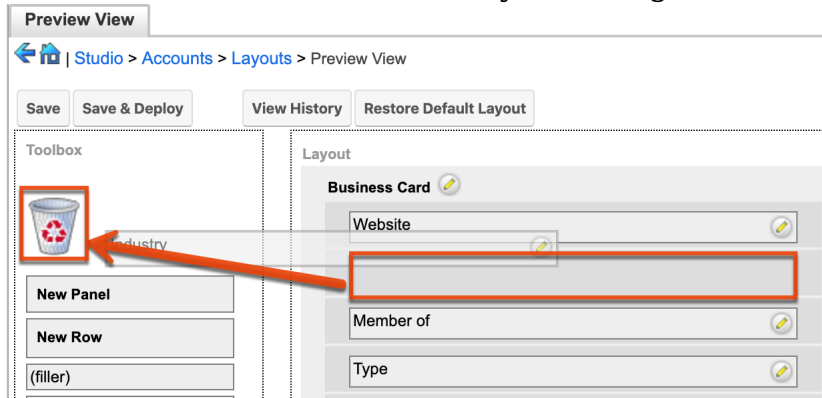 Preview View
| Studio > Accounts > Layouts > Preview View
Save Save & Deploy View History Restore Default Layout
Toolbox
Layout
Business Card
Website
Industry
Member of
Type
New Panel
New Row
(filler)